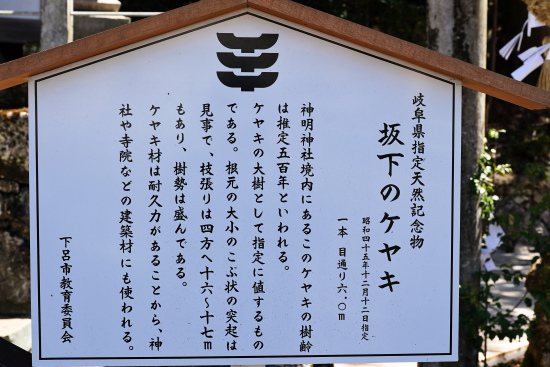 岐阜県指定天然記念物
坂下のケヤキ
昭和四十五年十二月十二日指定
一本 目通り六.〇m
神明神社境内にあるこのケヤキの樹齢
は推定五百年といわれる。
ケヤキの大樹として指定に値するもの
である。根元の大小のこぶ状の突起は
見事で、枝張りは四方へ十六〜十七m
もあり、樹勢は盛んである。
ケヤキ材は耐久力があることから、神
社や寺院などの建築材にも使われる。
下呂市教育委員会